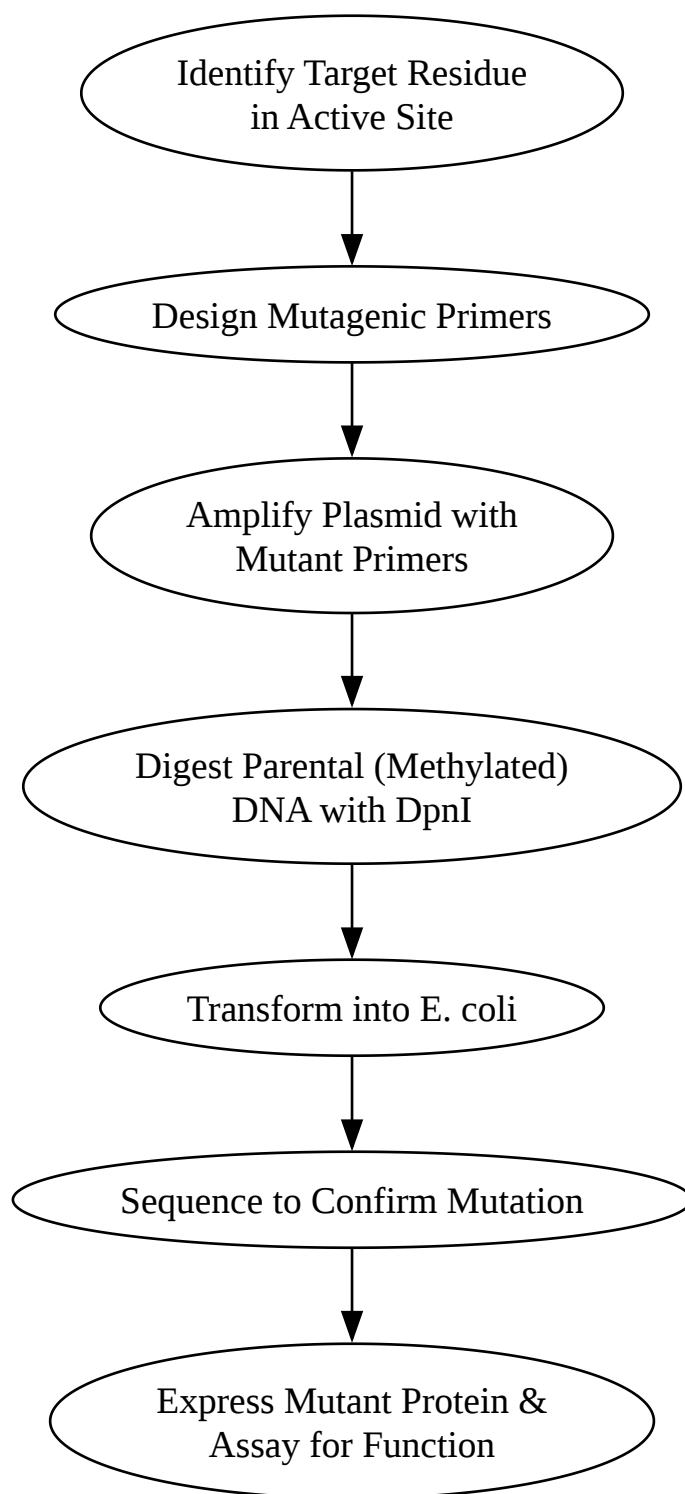 Identify Target Residue
in Active Site
Design Mutagenic Primers
Amplify Plasmid with
Mutant Primers
Digest Parental (Methylated)
DNA with DpnI
Transform into E. coli
Sequence to Confirm Mutation
Express Mutant Protein &
Assay for Function